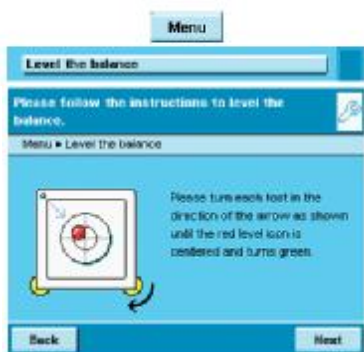 Menu
Level the balance
Please follow the instructions to level the
balance.
Menu ▸ Level the balance
Please turn each foot in the
direction of the arrow as shown
until the red level icon is
centered and turns green.
Back
Next